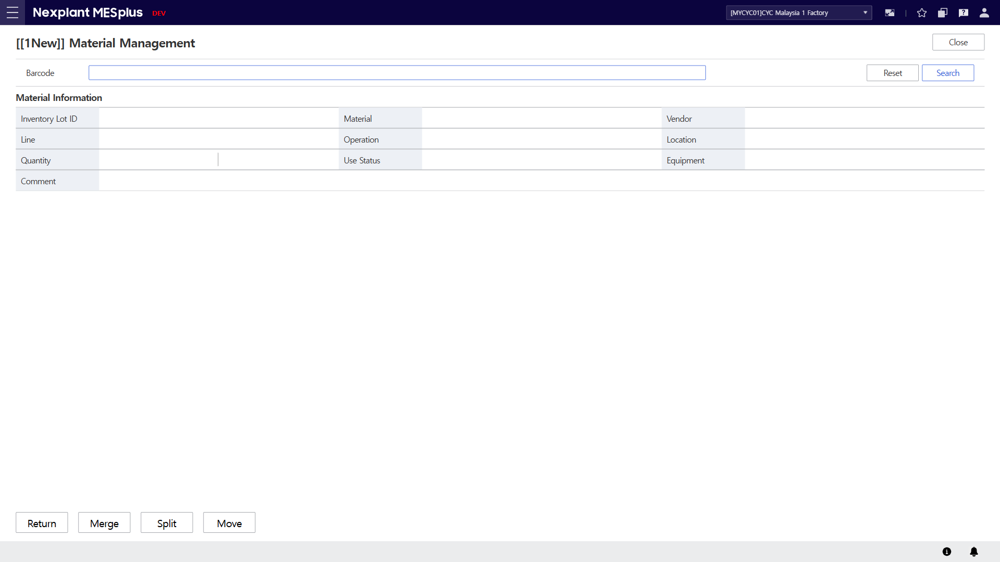 Nexplant MESplus DEV [MYCYC01]CYC Malaysia 1 Factory
[[1New]] Material Management Close
Barcode Reset Search
Material Information
Inventory Lot ID Material Vendor
Line Operation Location
Quantity Use Status Equipment
Comment
Return Merge Split Move